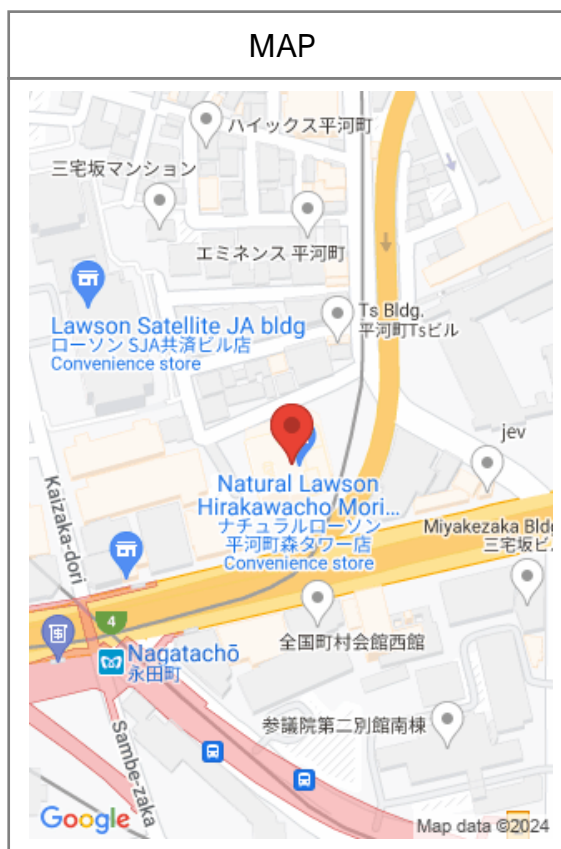 MAP
ハイックス平河町
三宅坂マンション
エミネンス 平河町
Ts Bldg.
平河町Tsビル
Lawson Satellite JA bldg
ローソン SJA共済ビル店
Convenience store
jev
Natural Lawson
Hirakawacho Mori...
ナチュラルローソン
平河町森タワー店
Convenience store
Kaizaka-dori
Miyakezaka Bldg
三宅坂ビル
4
全国町村会館西館
Nagatachō
永田町
参議院第二別館南棟
Sambe-zaka
Google
Map data ©2024